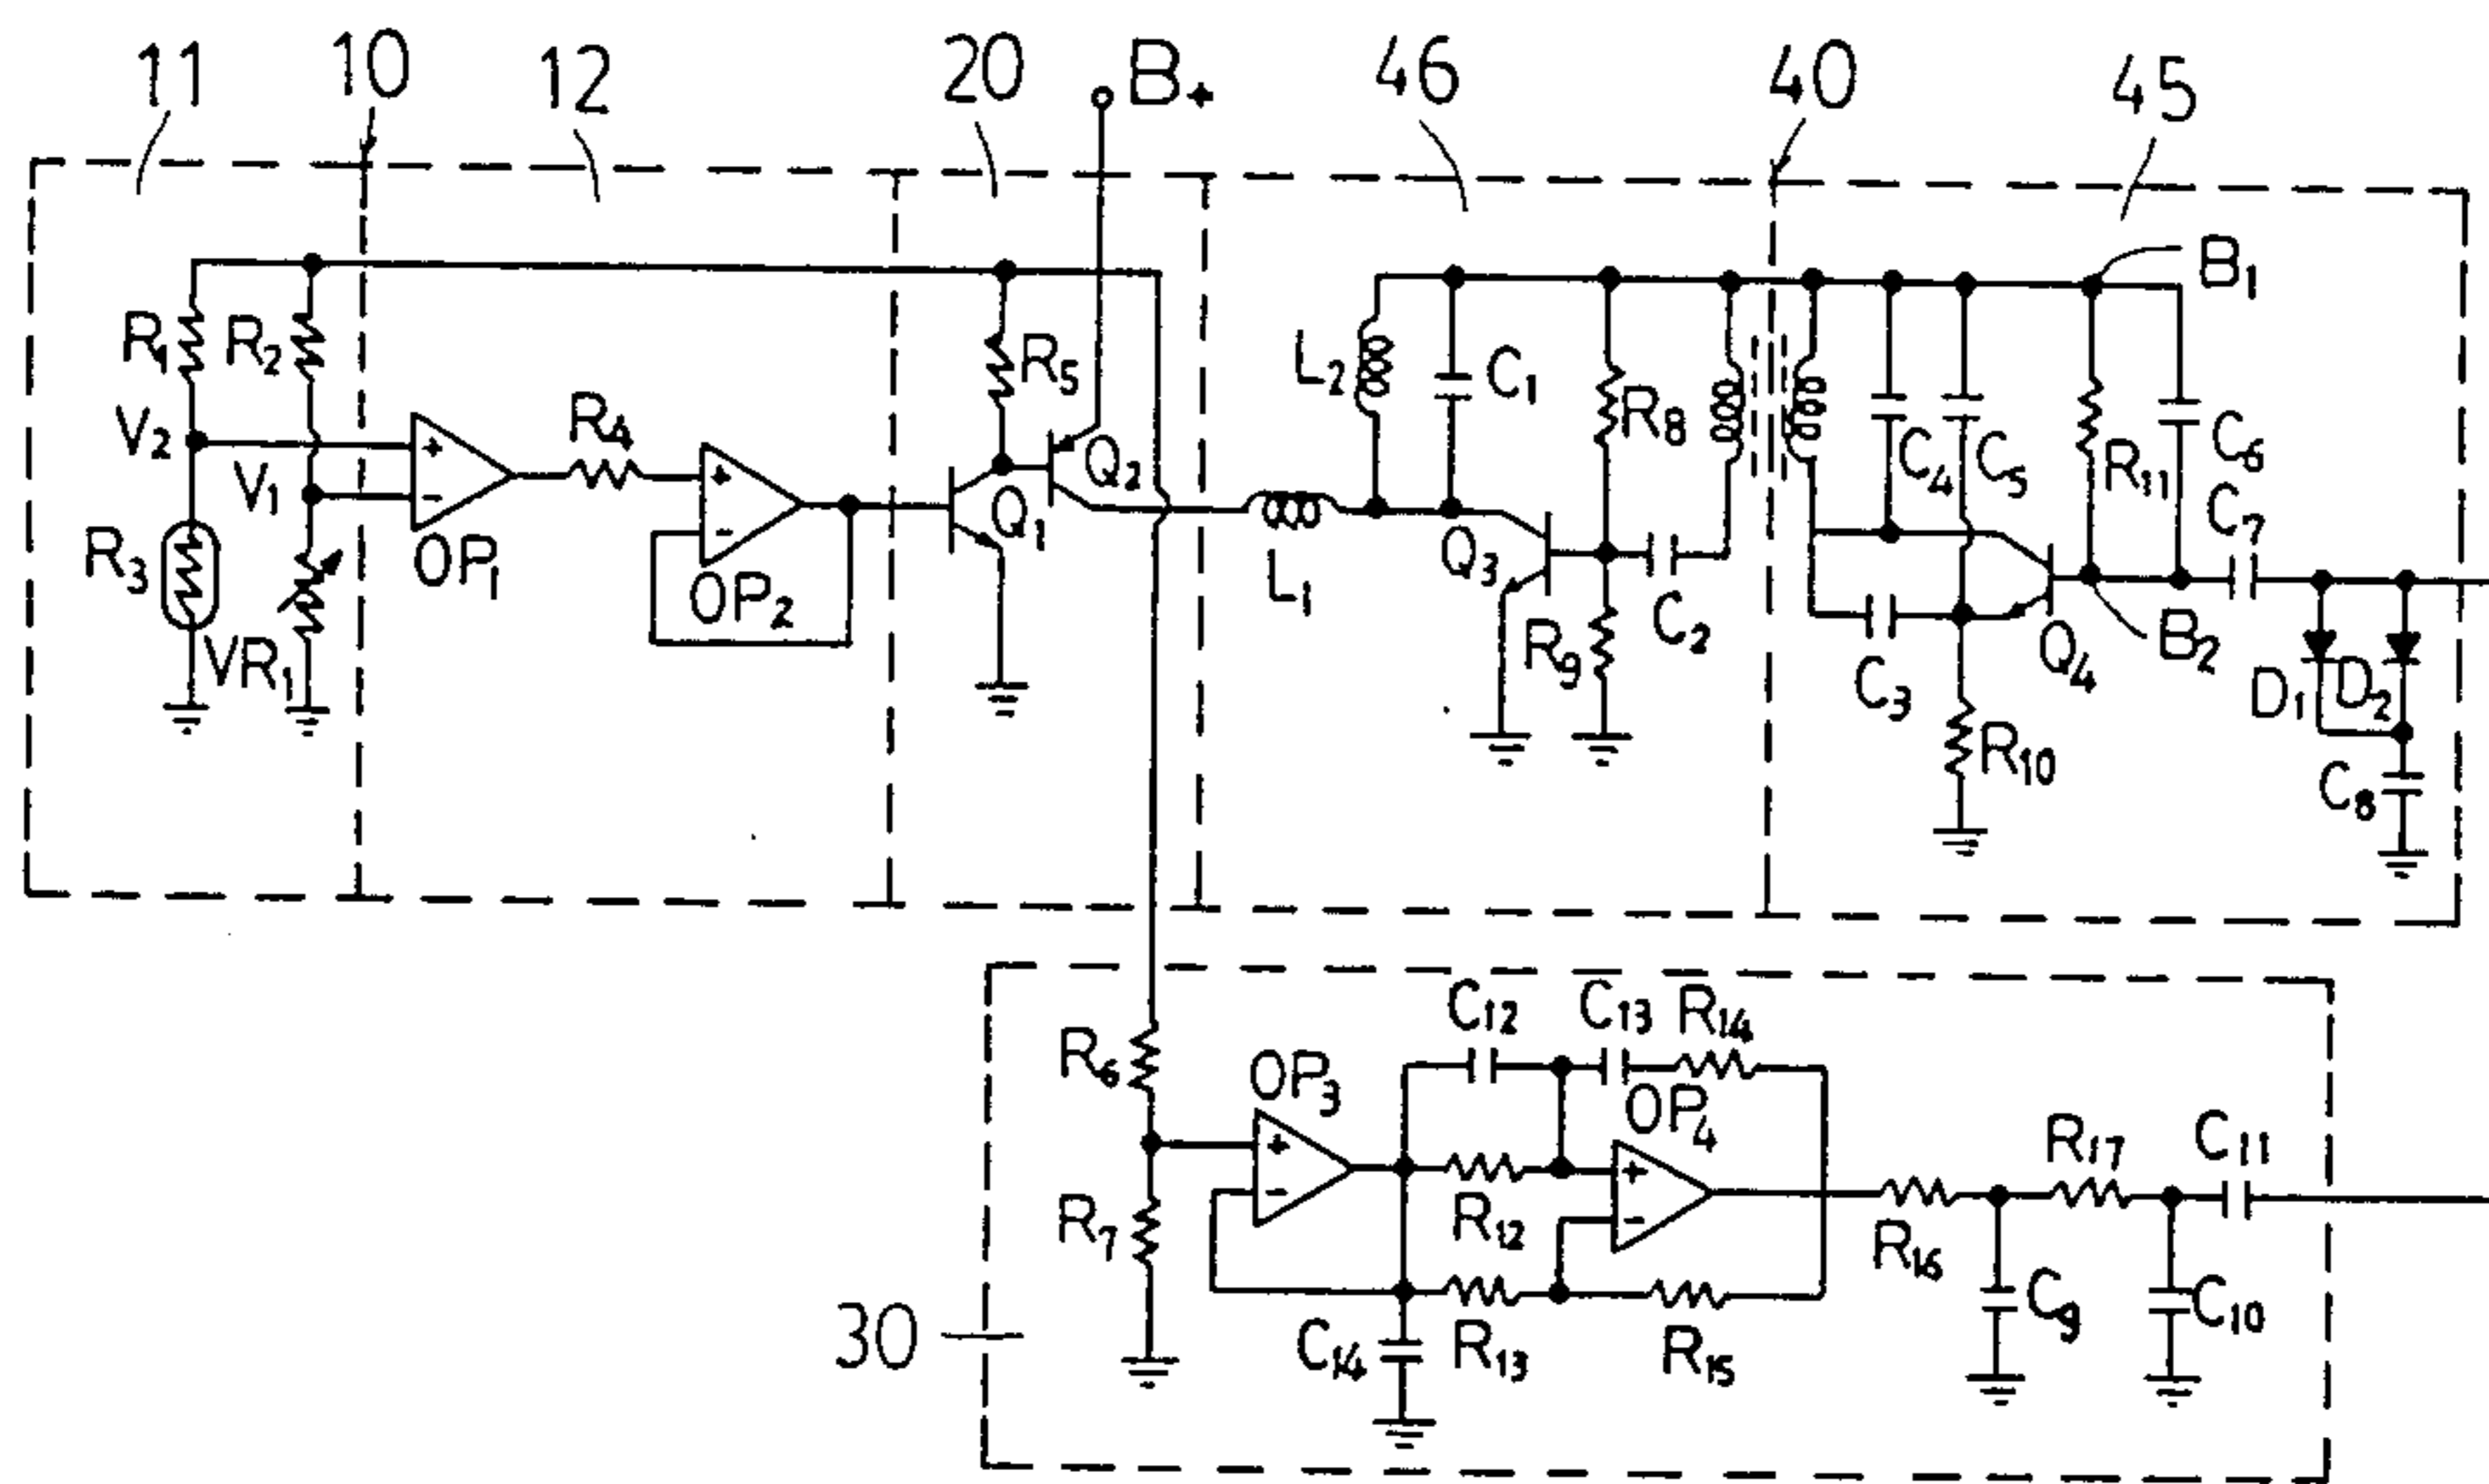 11 10 12 20 B+ 46 40 45
B1
R1 R2 R5 L2 C1 R8 C4 C5 R11 C6
V2 R4 Q2 C7
V1 Q1 Q3
R3 OP1 OP2 L1 C2 B2
VR1 R9 C3 Q4 D1 D2
R10 C8
C12 C13 R14
R6 OP3 OP4
R17 C11
R7 R12 R16
30 C14 R13 R15 C9 C10